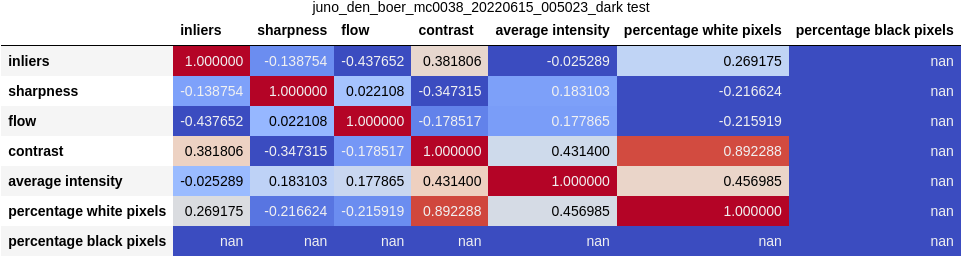 juno_den_boer_mc0038_20220615_005023_dark test
inliers sharpness flow contrast average intensity percentage white pixels percentage black pixels
inliers 1.000000 -0.138754 -0.437652 0.381806 -0.025289 0.269175 nan
sharpness -0.138754 1.000000 0.022108 -0.347315 0.183103 -0.216624 nan
flow -0.437652 0.022108 1.000000 -0.178517 0.177865 -0.215919 nan
contrast 0.381806 -0.347315 -0.178517 1.000000 0.431400 0.892288 nan
average intensity -0.025289 0.183103 0.177865 0.431400 1.000000 0.456985 nan
percentage white pixels 0.269175 -0.216624 -0.215919 0.892288 0.456985 1.000000 nan
percentage black pixels nan nan nan nan nan nan nan